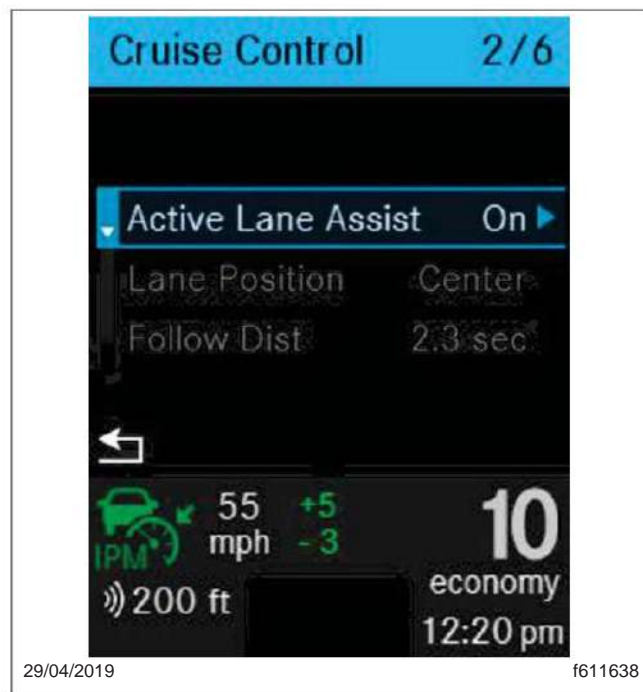 Cruise Control 2/6
Active Lane Assist On
Lane Position Center
Follow Dist 2.3 sec
55 +5
mph -3
IPM
10
economy
200 ft
12:20 pm
29/04/2019 f611638